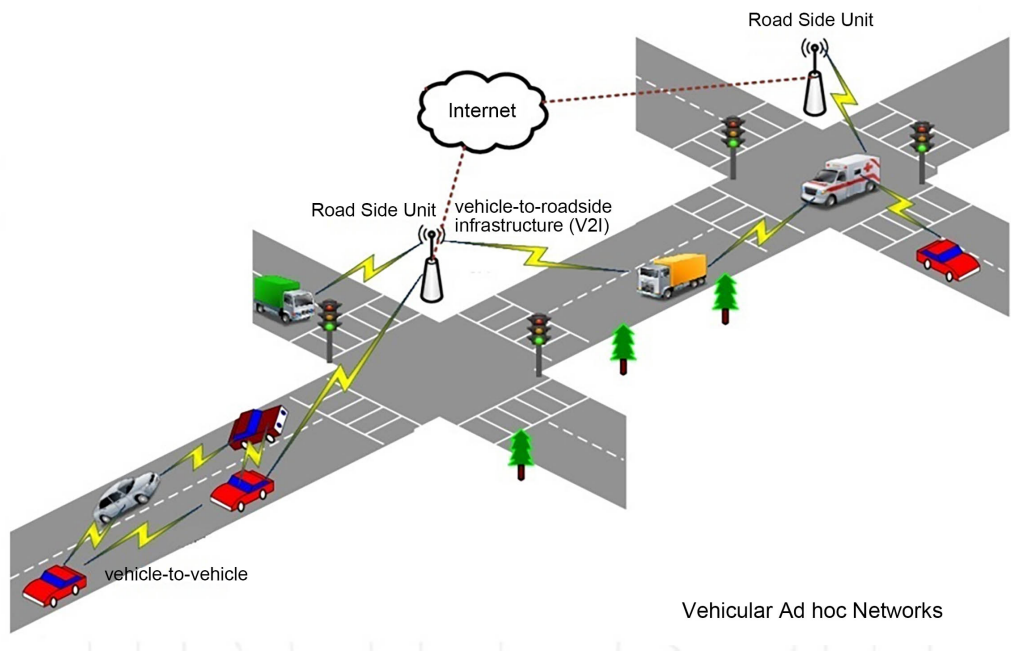 Road Side Unit
Internet
Road Side Unit
vehicle-to-roadside
infrastructure (V2I)
vehicle-to-vehicle
Vehicular Ad hoc Networks